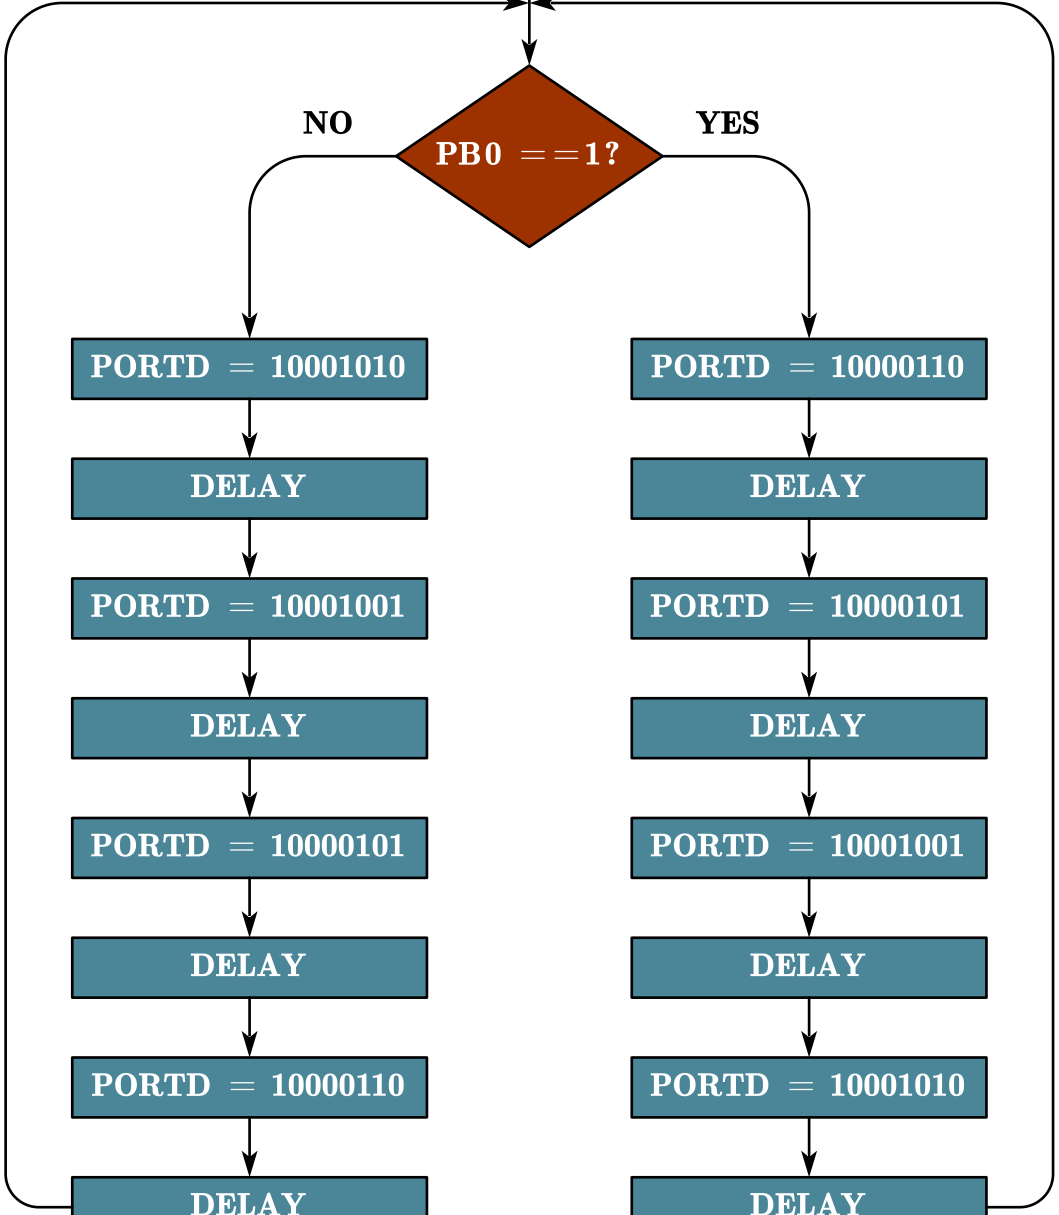 NO
YES
PB0 ==1?
PORTD = 10001010
DELAY
PORTD = 10001001
DELAY
PORTD = 10000101
DELAY
PORTD = 10000110
DELAY
PORTD = 10000110
DELAY
PORTD = 10000101
DELAY
PORTD = 10001001
DELAY
PORTD = 10001010
DELAY